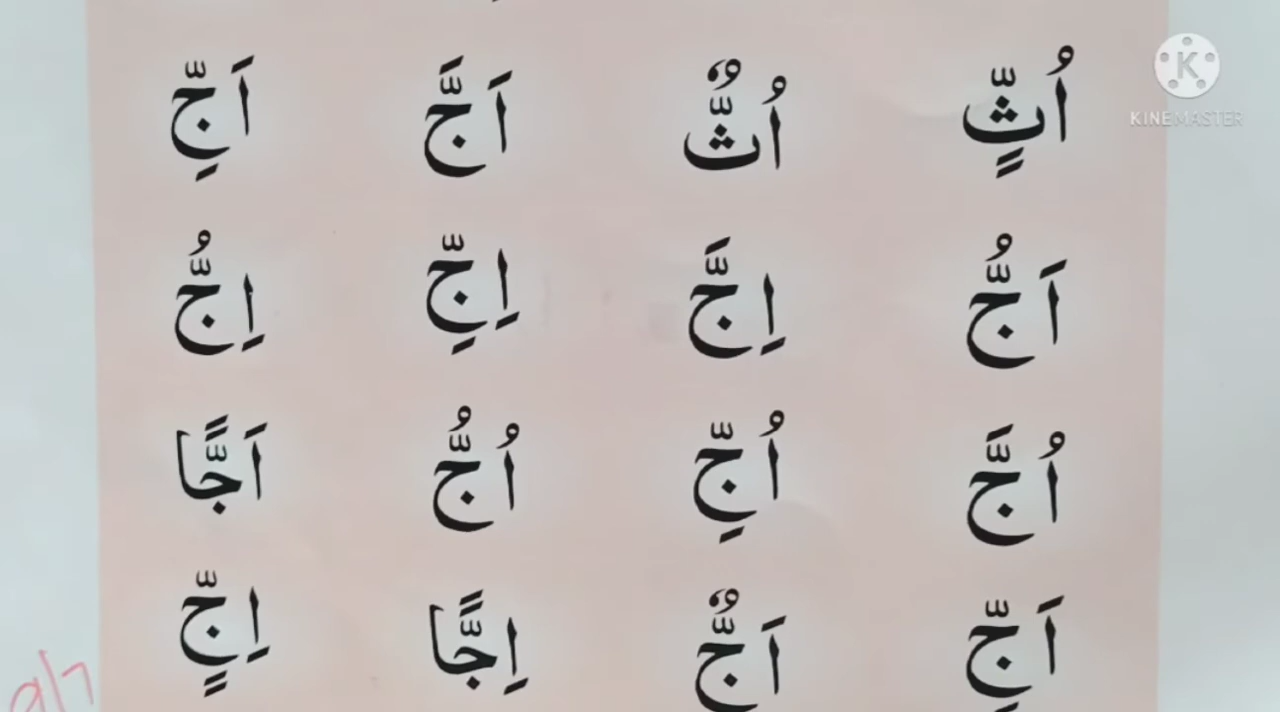 اُثٍّ اُثٌّ اَجَّ اَجِّ
KINEMASTER
اَجُّ اِجَّ اِجِّ اِجُّ
اُجَّ اُجِّ اُجُّ اَجًّا
اَجٌّ اِجًّا اِجٍّ